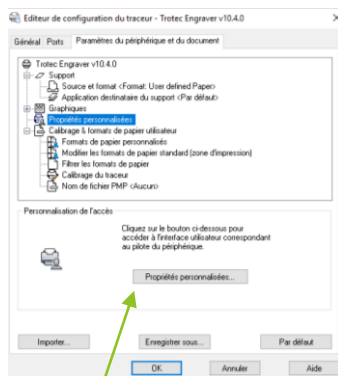 Editeur de configuration du traceur - Trotec Engraver v10.4.0
Général Ports Paramètres du périphérique et du document
Trotec Engraver v10.4.0
Support
Source et format <Format: User defined Paper>
Application destinataire du support <Par défaut>
Graphiques
Propriétés personnalisées
Calibrage & formats de papier utilisateur
Formats de papier personnalisés
Modifier les formats de papier standard (zone d'impression)
Filtrer les formats de papier
Calibrage du traceur
Nom de fichier PMP <Aucun>
Personnalisation de l'accès
Cliquez sur le bouton ci-dessous pour
accéder à l'interface utilisateur correspondant
au pilote du périphérique.
Propriétés personnalisées...
Importer... Enregistrer sous... Par défaut
OK Annuler Aide